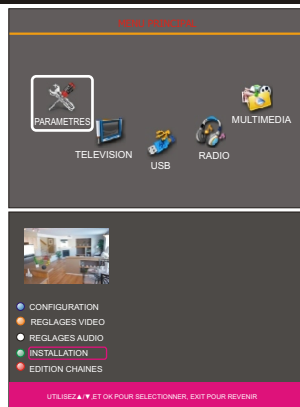 MENU PRINCIPAL
PARAMETRES
TELEVISION
USB
RADIO
MULTIMEDIA
CONFIGURATION
REGLAGES VIDEO
REGLAGES AUDIO
INSTALLATION
EDITION CHAINES
UTILISEZ▲/▼,ET OK POUR SELECTIONNER, EXIT POUR REVENIR